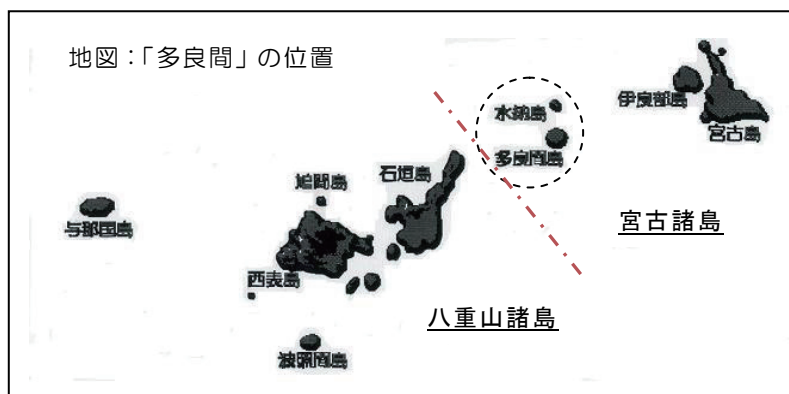 地図：「多良間」の位置
伊良部島
水納島
宮古島
多良間島
石垣島
鳩間島
宮古諸島
与那国島
西表島
八重山諸島
波照間島